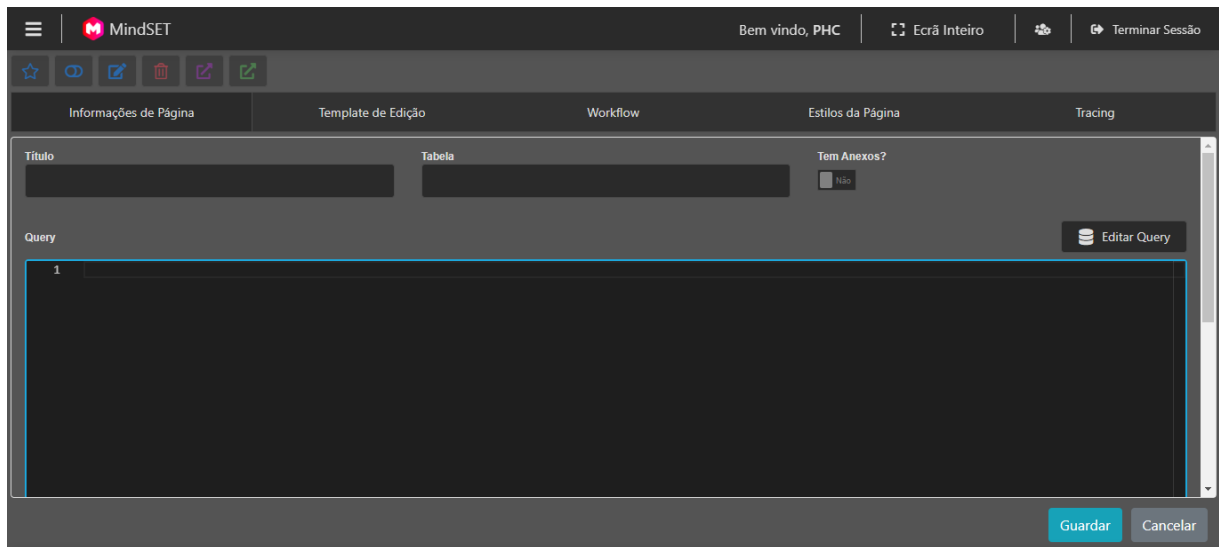 MindSET
Bem vindo, PHC
Ecrã Inteiro
Terminar Sessão
Informações de Página
Template de Edição
Workflow
Estilos da Página
Tracing
Título
Tabela
Tem Anexos?
Não
Query
Editar Query
1
Guardar
Cancelar